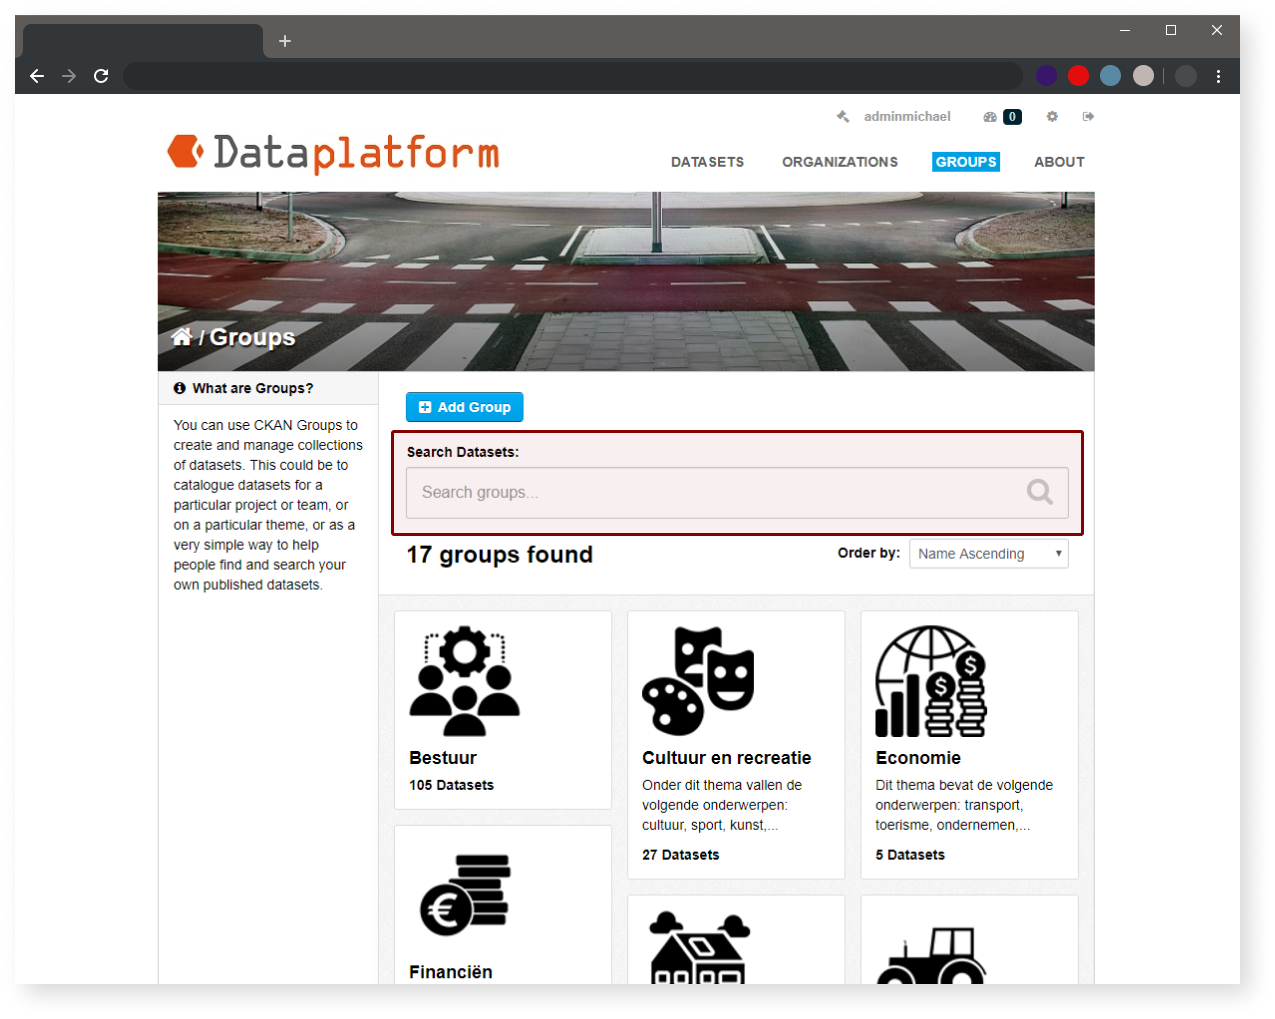 adminmichael 0
Dataplatform
DATASETS ORGANIZATIONS GROUPS ABOUT
/ Groups
What are Groups?
You can use CKAN Groups to
create and manage collections
of datasets. This could be to
catalogue datasets for a
particular project or team, or
on a particular theme, or as a
very simple way to help
people find and search your
own published datasets.
Add Group
Search Datasets:
Search groups...
17 groups found
Order by: Name Ascending
Bestuur
105 Datasets
Cultuur en recreatie
Onder dit thema vallen de
volgende onderwerpen:
cultuur, sport, kunst,...
27 Datasets
Economie
Dit thema bevat de volgende
onderwerpen: transport,
toerisme, ondernemen,...
5 Datasets
Financiën